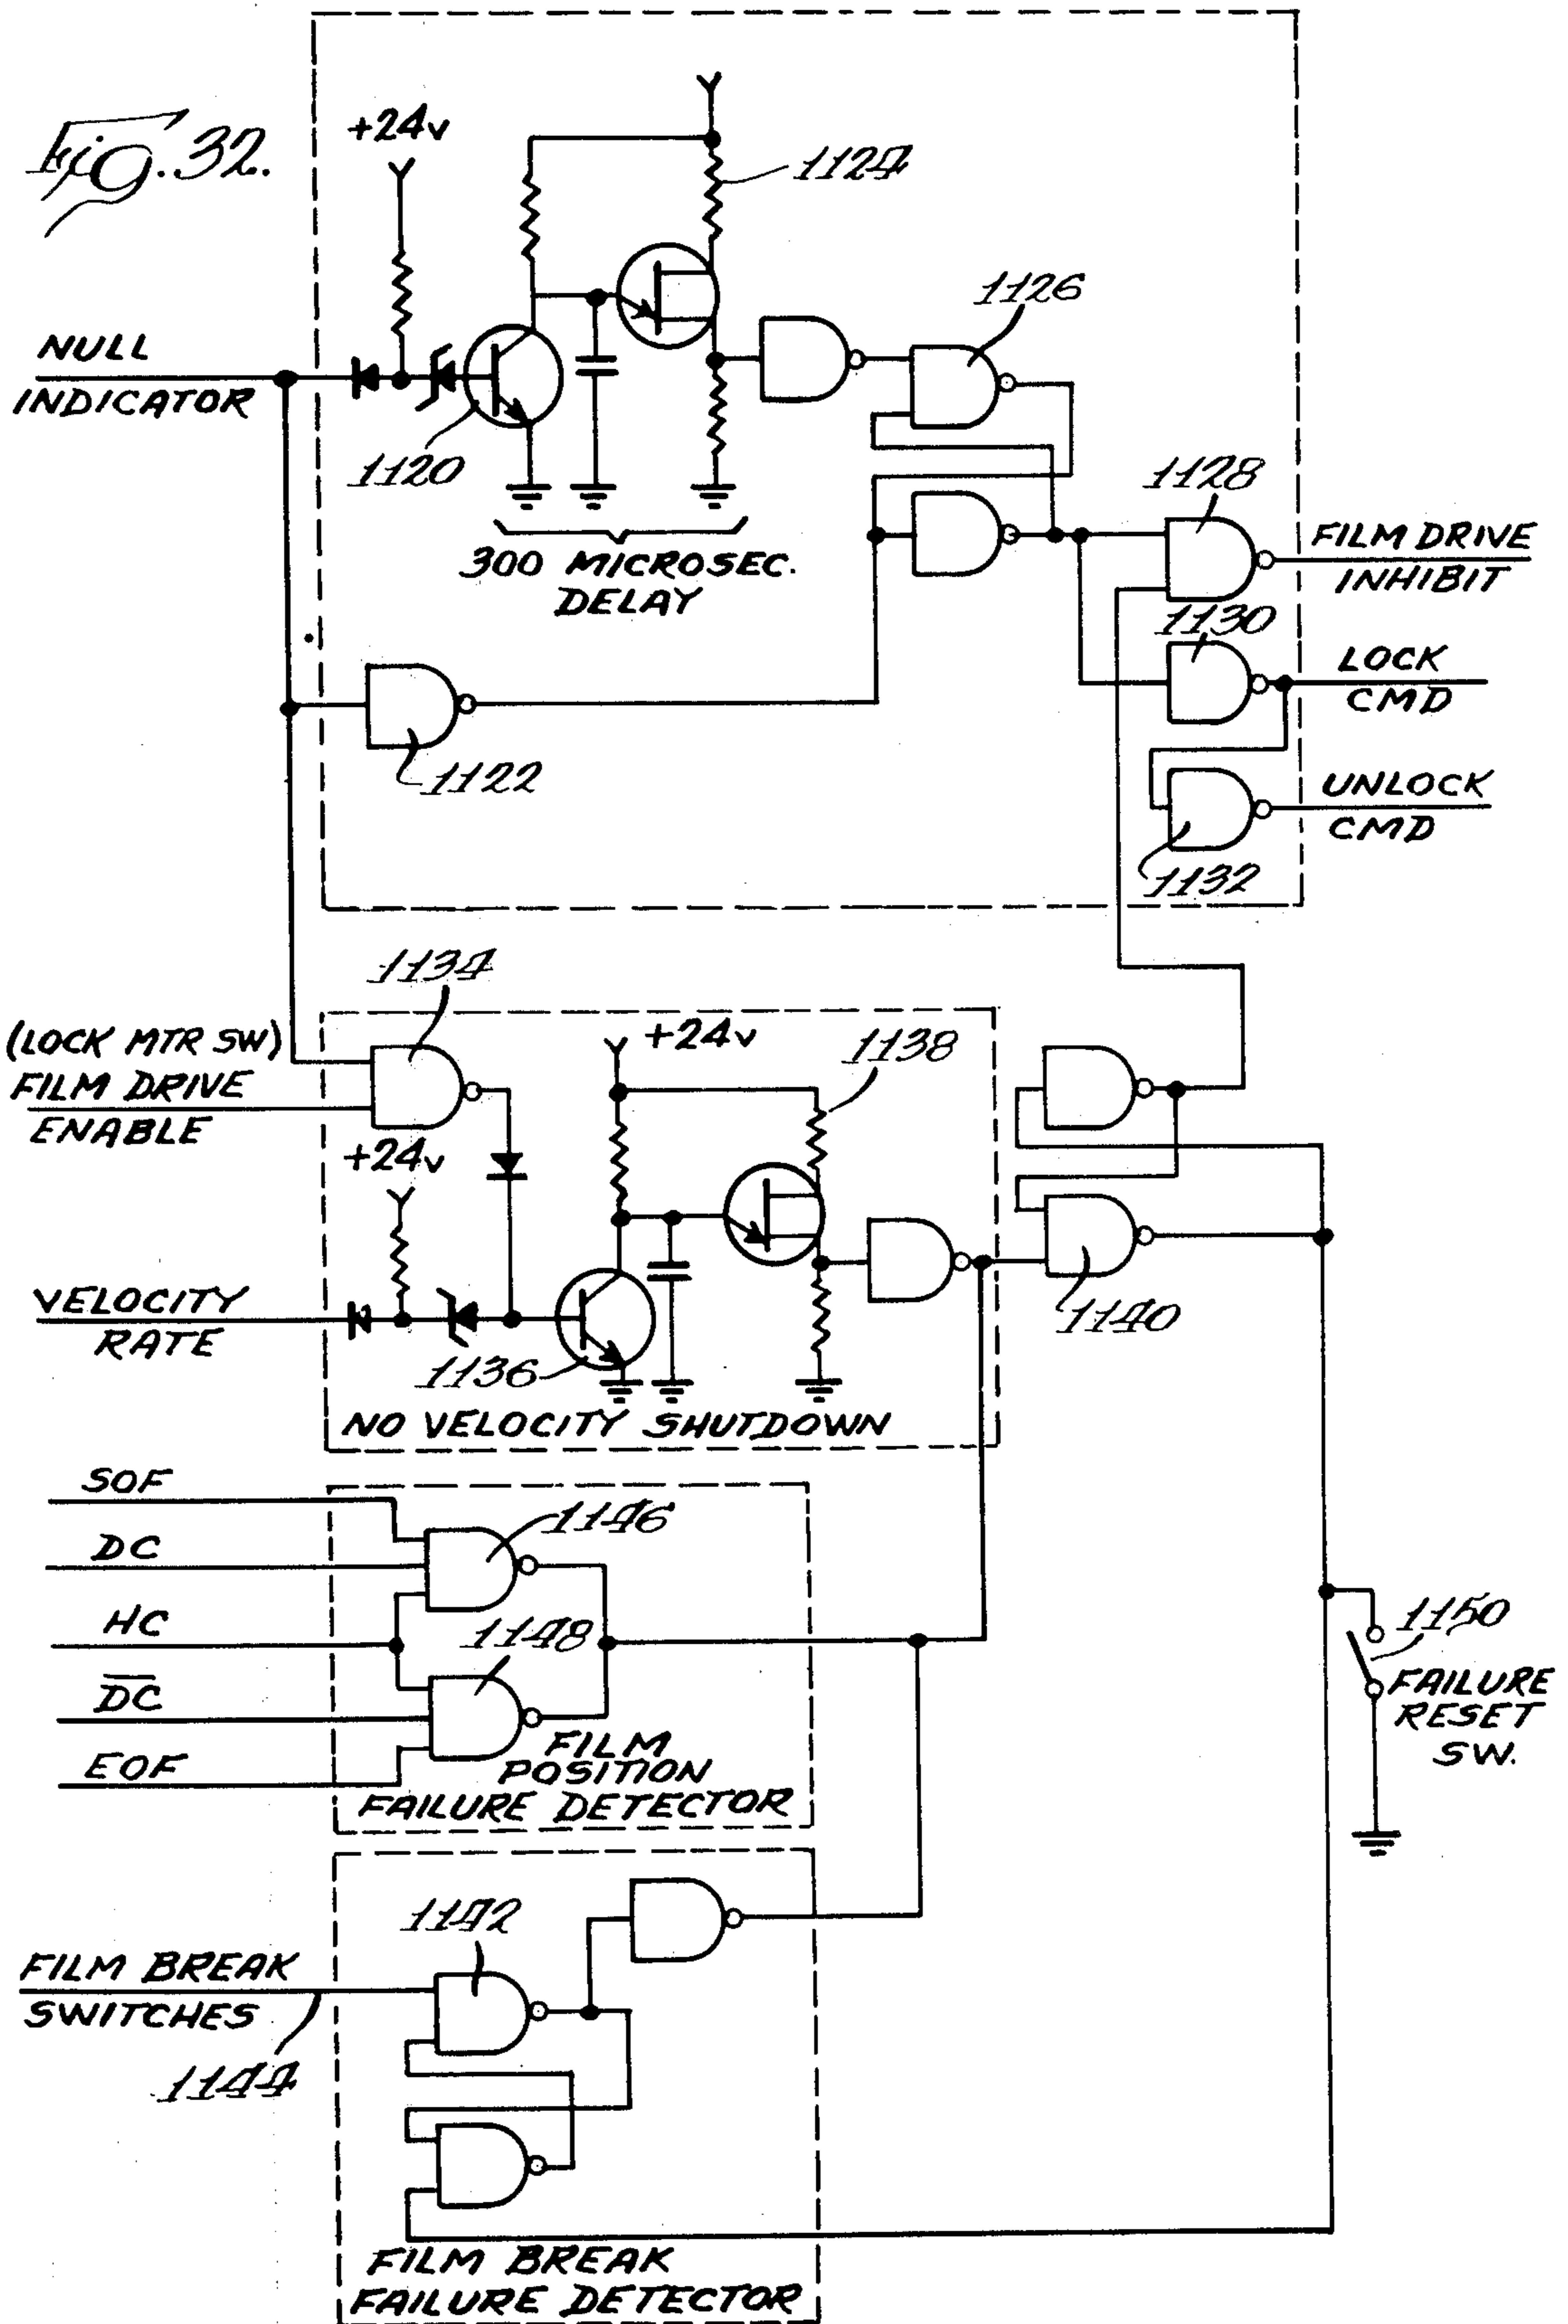 Fig. 32.
+24v
1124
1126
NULL
INDICATOR
1120
1128
300 MICROSEC.
DELAY
FILM DRIVE
INHIBIT
1130
LOCK
CMD
1122
UNLOCK
CMD
1132
1134
(LOCK MTR SW)
FILM DRIVE
ENABLE
+24v
1138
+24v
VELOCITY
RATE
1136
1140
NO VELOCITY SHUTDOWN
SOF
1146
DC
HC
1148
1150
D̅C̅
FAILURE
RESET
SW.
EOF
FILM
POSITION
FAILURE DETECTOR
1142
FILM BREAK
SWITCHES
1144
FILM BREAK
FAILURE DETECTOR